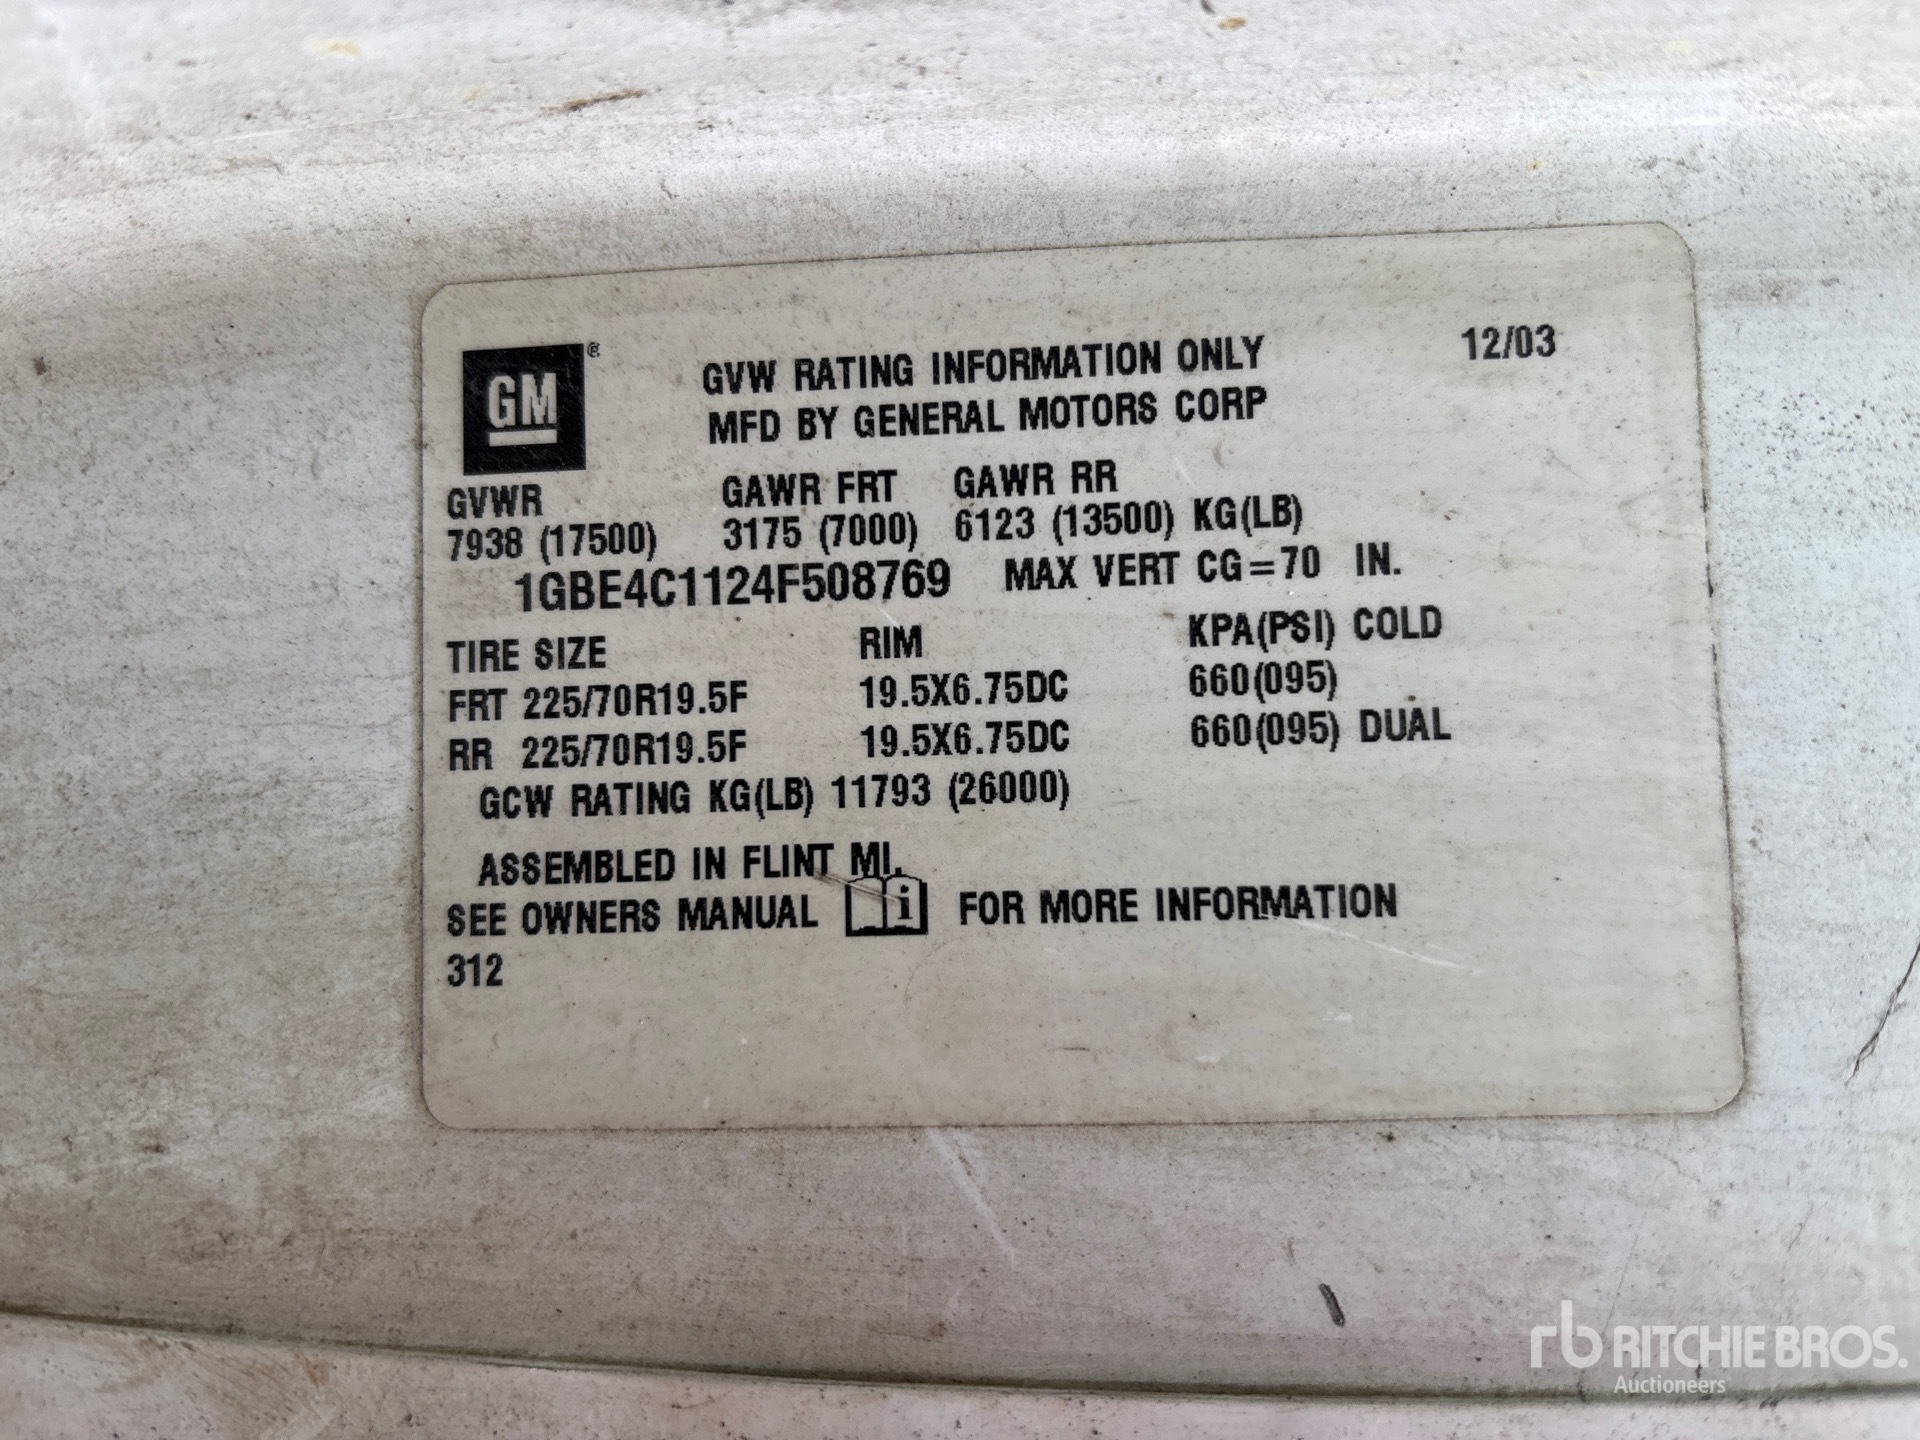 GM®
GVW RATING INFORMATION ONLY 12/03
MFD BY GENERAL MOTORS CORP
GVWR GAWR FRT GAWR RR
7938 (17500) 3175 (7000) 6123 (13500) KG(LB)
1GBE4C1124F508769 MAX VERT CG=70 IN.
TIRE SIZE RIM KPA(PSI) COLD
FRT 225/70R19.5F 19.5X6.75DC 660(095)
RR 225/70R19.5F 19.5X6.75DC 660(095) DUAL
GCW RATING KG(LB) 11793 (26000)
ASSEMBLED IN FLINT MI.
SEE OWNERS MANUAL i FOR MORE INFORMATION
312
rb RITCHIE BROS.
Auctioneers